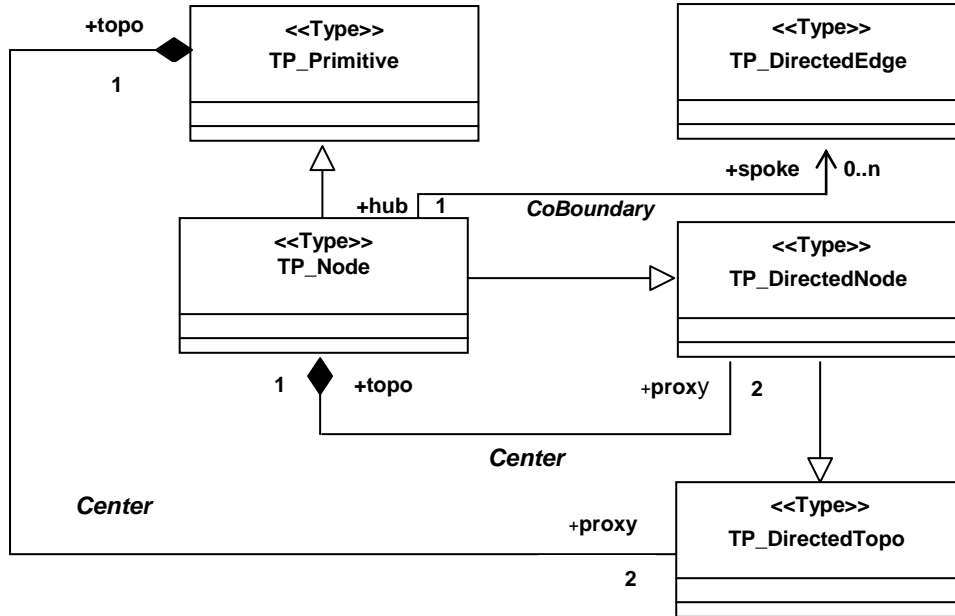 +topo
1
<<Type>>
TP_Primitive
<<Type>>
TP_DirectedEdge
+spoke 0..n
+hub 1
CoBoundary
<<Type>>
TP_Node
<<Type>>
TP_DirectedNode
1 +topo
+proxy 2
Center
Center
<<Type>>
TP_DirectedTopo
+proxy
2